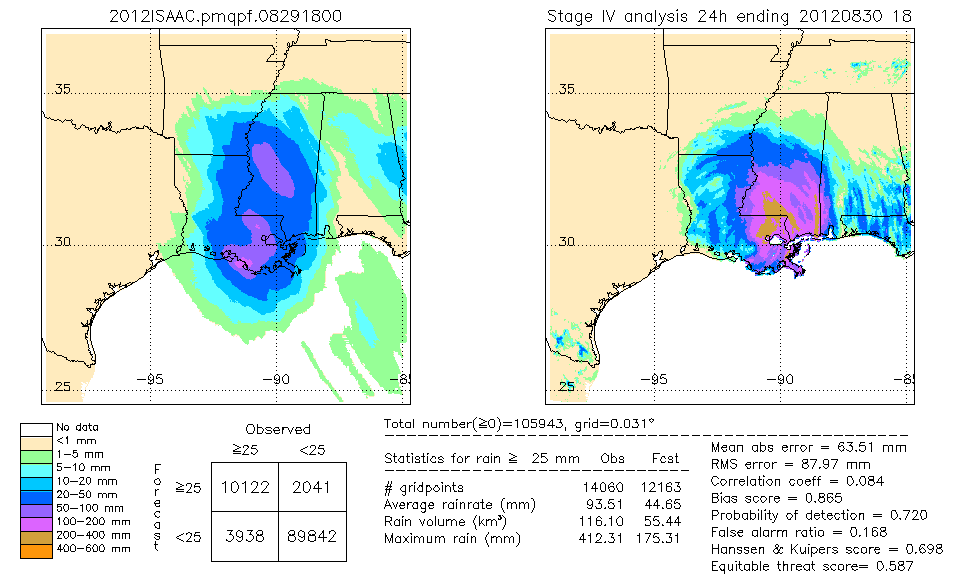 2012ISAAC.pmqpf.08291800
Stage IV analysis 24h ending 20120830 18
35
30
25
−95
−90
−85
35
30
25
−95
−90
−85
No data
<1 mm
1−5 mm
5−10 mm
10−20 mm
20−50 mm
50−100 mm
100−200 mm
200−400 mm
400−600 mm
Observed
≧25 <25
Forecast
≧25 10122 2041
<25 3938 89842
Total number(≧0)=105943, grid=0.031°
Statistics for rain ≧ 25 mm Obs Fcst
# gridpoints 14060 12163
Average rainrate (mm) 93.51 44.65
Rain volume (km³) 116.10 55.44
Maximum rain (mm) 412.31 175.31
Mean abs error = 63.51 mm
RMS error = 87.97 mm
Correlation coeff = 0.084
Bias score = 0.865
Probability of detection = 0.720
False alarm ratio = 0.168
Hanssen & Kuipers score = 0.698
Equitable threat score= 0.587